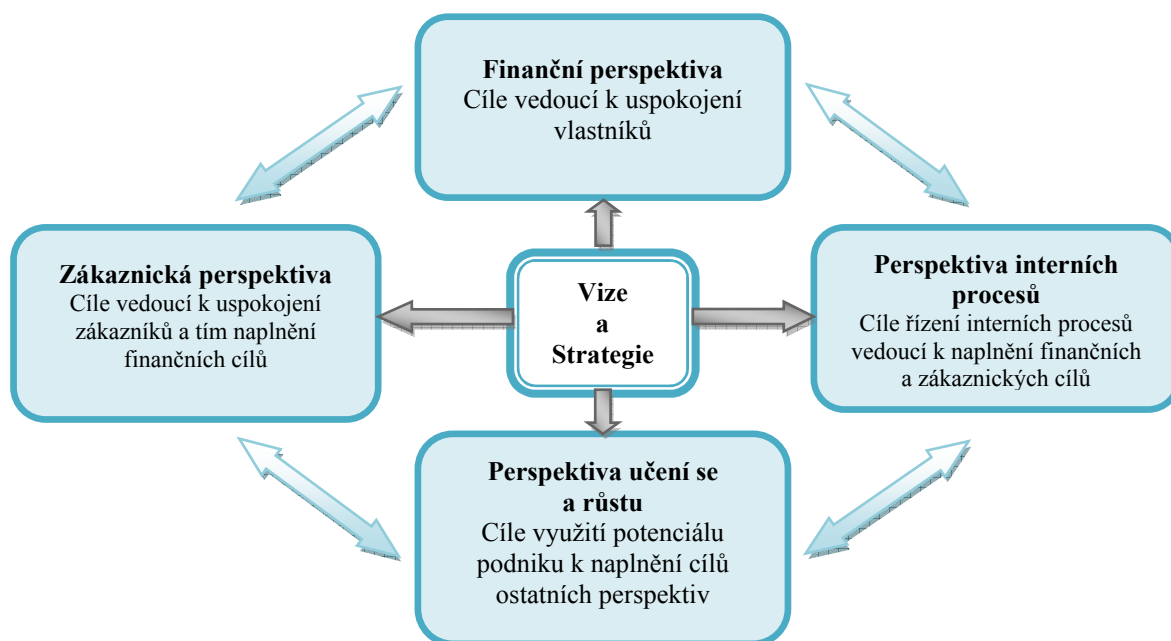 Finanční perspektiva
Cíle vedoucí k uspokojení
vlastníků
Zákaznická perspektiva
Cíle vedoucí k uspokojení
zákazníků a tím naplnění
finančních cílů
Vize
a
Strategie
Perspektiva interních
procesů
Cíle řízení interních procesů
vedoucí k naplnění finančních
a zákaznických cílů
Perspektiva učení se
a růstu
Cíle využití potenciálu
podniku k naplnění cílů
ostatních perspektiv